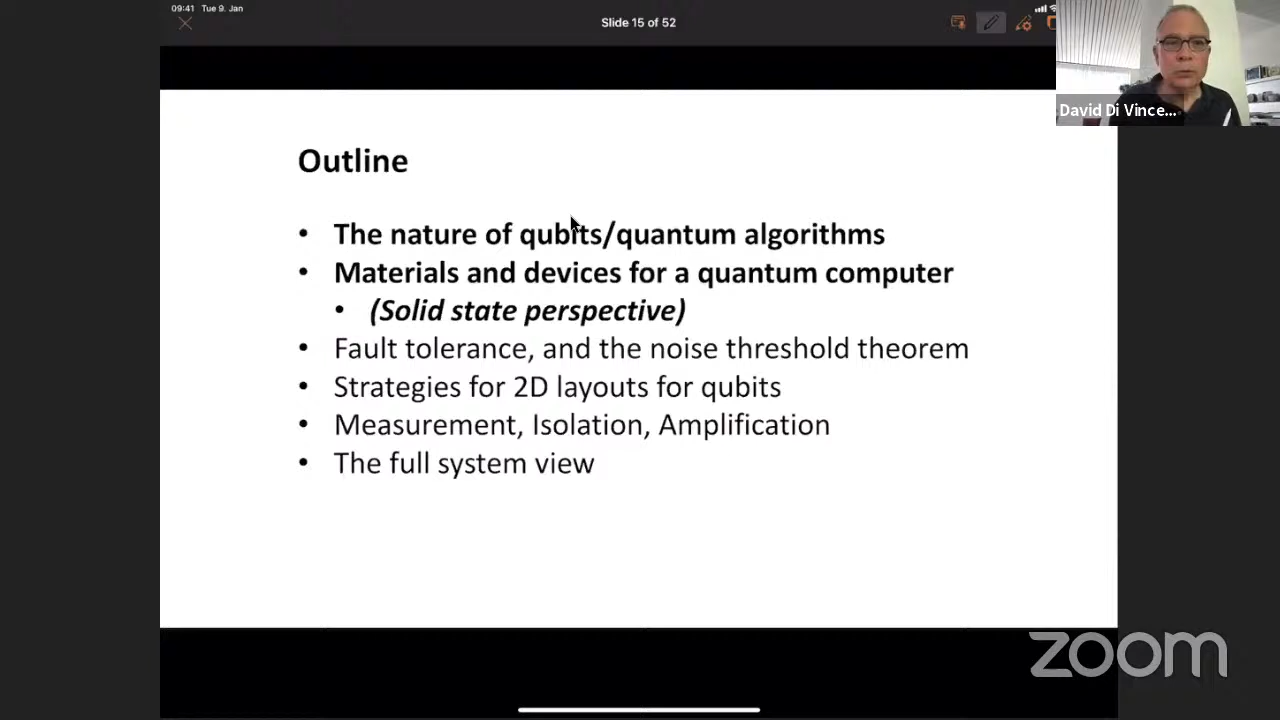 09:41 Tue 9. Jan
Slide 15 of 52
David Di Vince...
Outline
• The nature of qubits/quantum algorithms
• Materials and devices for a quantum computer
• (Solid state perspective)
• Fault tolerance, and the noise threshold theorem
• Strategies for 2D layouts for qubits
• Measurement, Isolation, Amplification
• The full system view
zoom